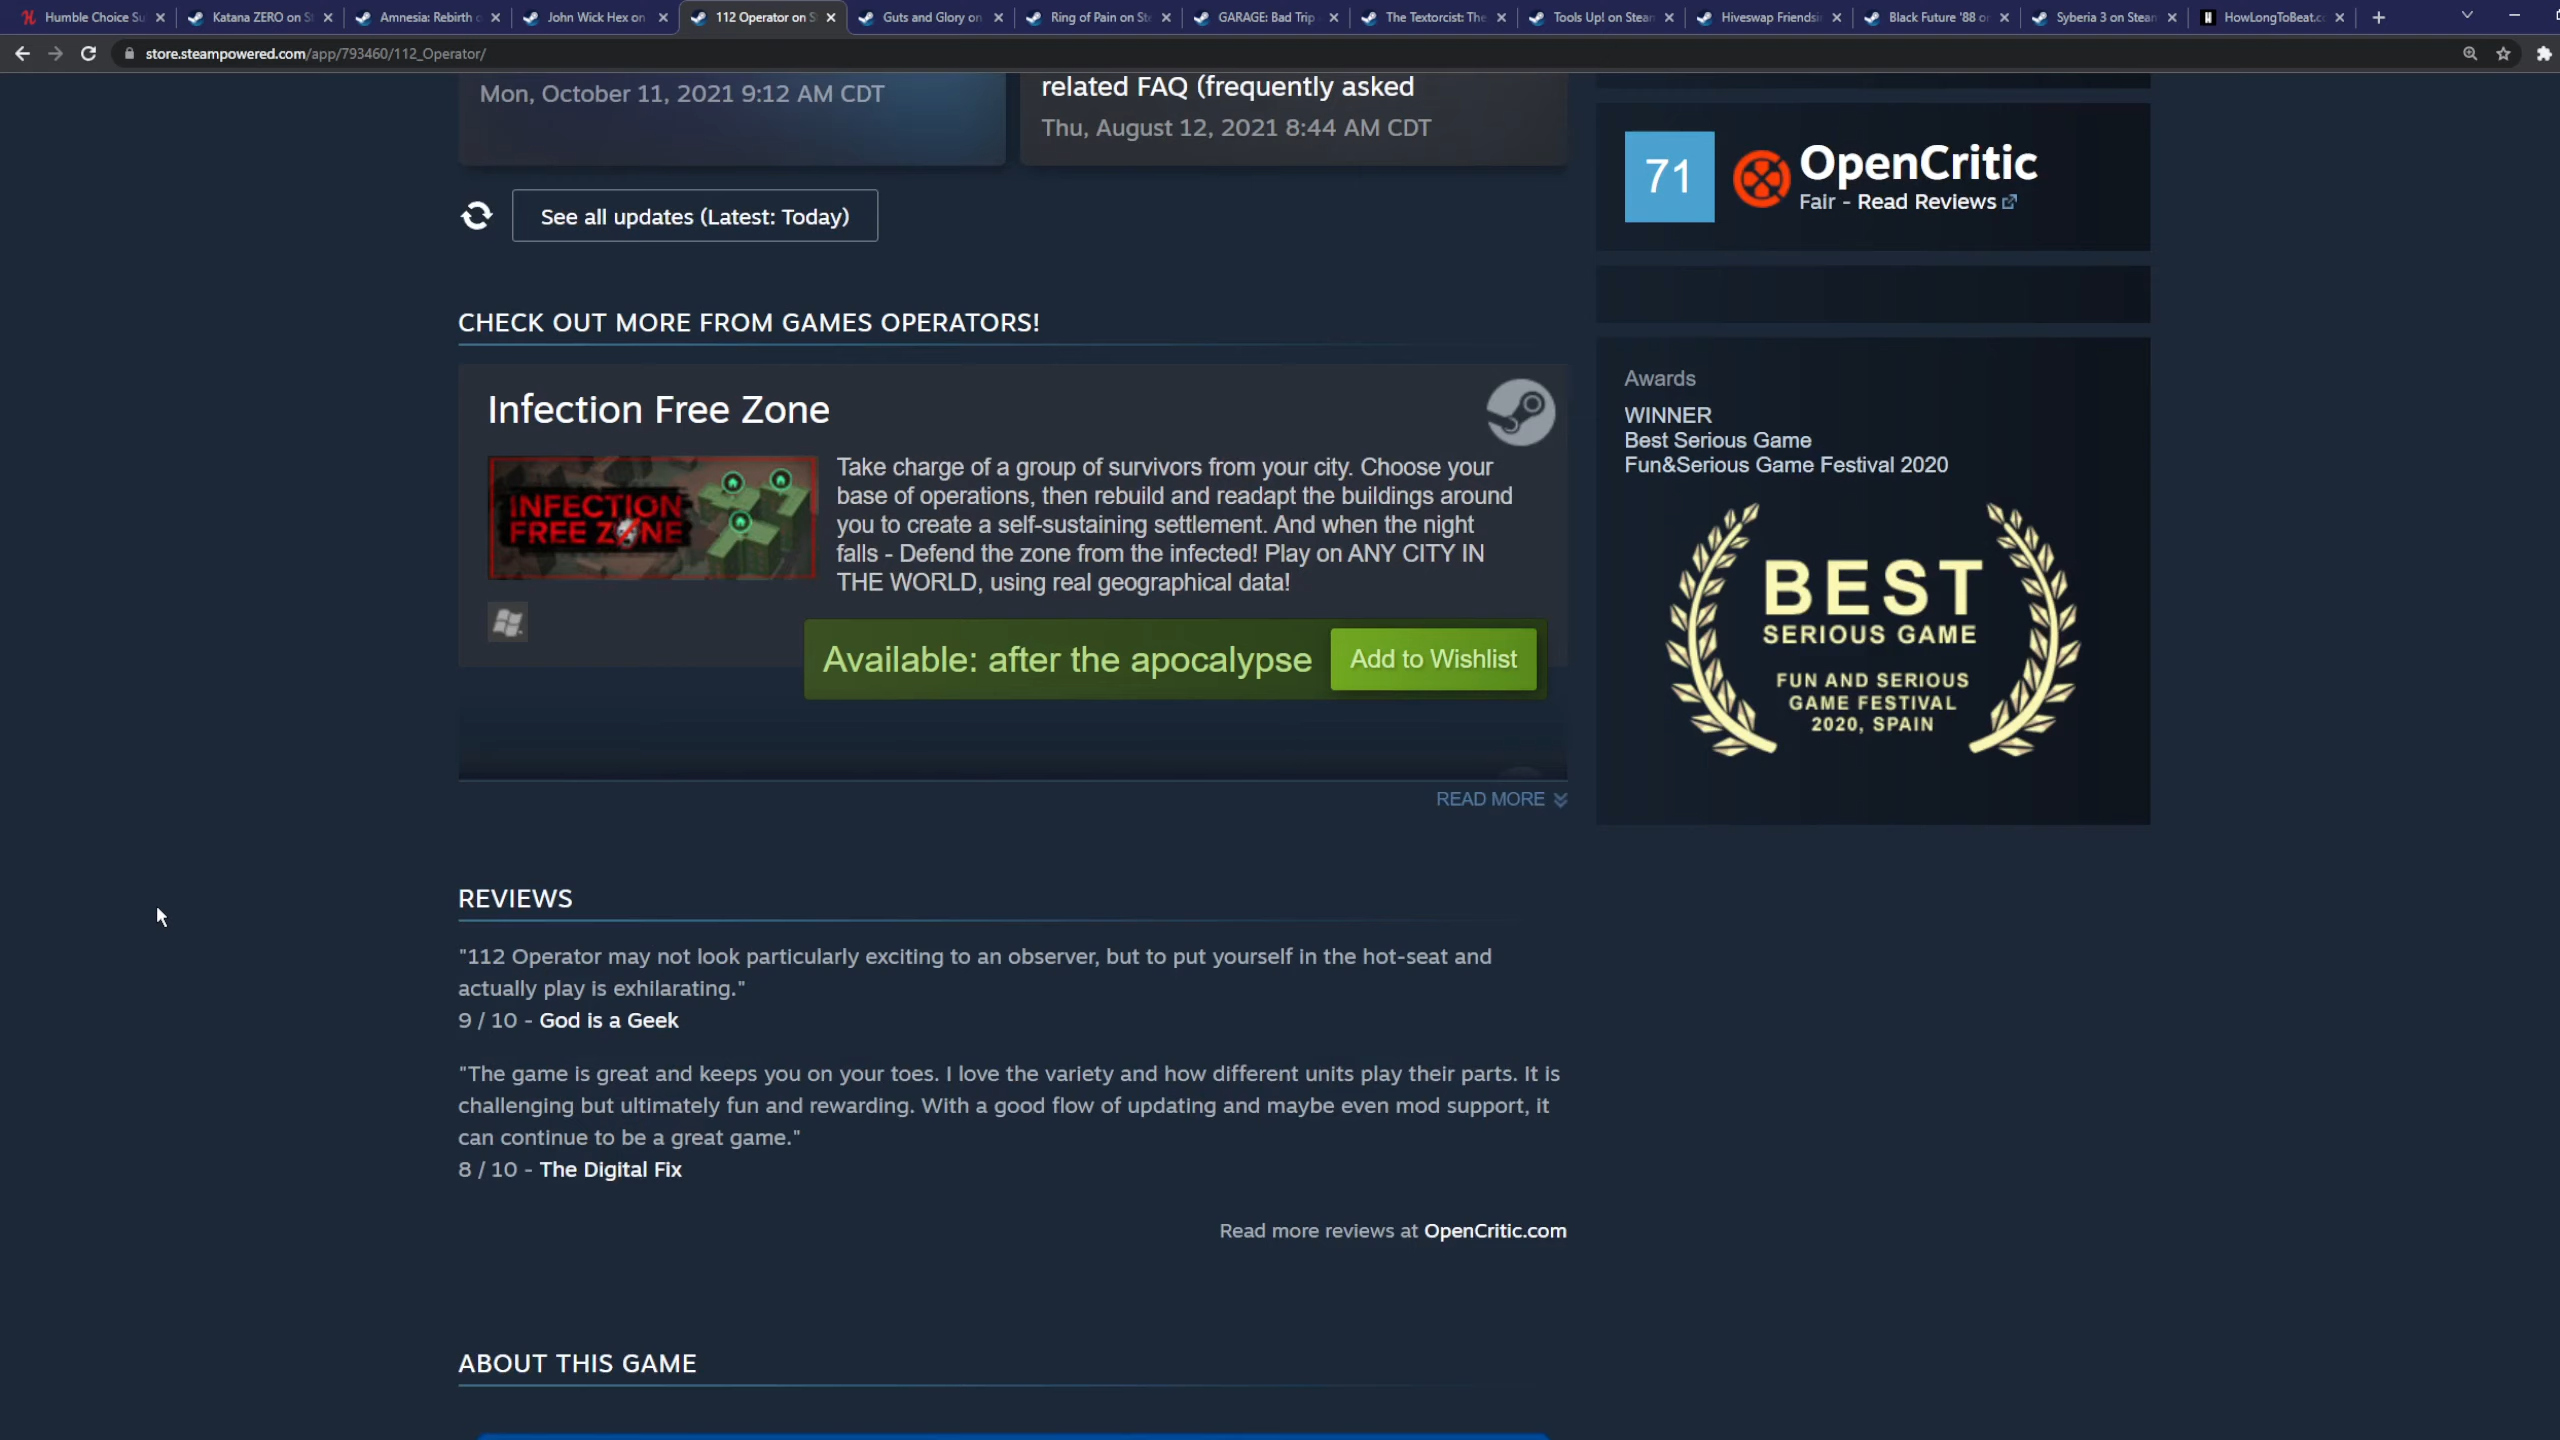 Humble Choice Su
Katana ZERO on S
Amnesia: Rebirth
John Wick Hex on
112 Operator on S
Guts and Glory on
Ring of Pain on Ste
GARAGE: Bad Trip
The Textorcist: The
Tools Up! on Steam
Hiveswap Friendsi
Black Future '88 o
Syberia 3 on Steam
HowLongToBeat.c
store.steampowered.com/app/793460/112_Operator/
Mon, October 11, 2021 9:12 AM CDT
related FAQ (frequently asked
Thu, August 12, 2021 8:44 AM CDT
See all updates (Latest: Today)
71
OpenCritic
Fair - Read Reviews
CHECK OUT MORE FROM GAMES OPERATORS!
Infection Free Zone
INFECTION
FREE ZONE
Take charge of a group of survivors from your city. Choose your
base of operations, then rebuild and readapt the buildings around
you to create a self-sustaining settlement. And when the night
falls - Defend the zone from the infected! Play on ANY CITY IN
THE WORLD, using real geographical data!
Available: after the apocalypse
Add to Wishlist
READ MORE
Awards
WINNER
Best Serious Game
Fun&Serious Game Festival 2020
BEST
SERIOUS GAME
FUN AND SERIOUS
GAME FESTIVAL
2020, SPAIN
REVIEWS
"112 Operator may not look particularly exciting to an observer, but to put yourself in the hot-seat and
actually play is exhilarating."
9 / 10 - God is a Geek
"The game is great and keeps you on your toes. I love the variety and how different units play their parts. It is
challenging but ultimately fun and rewarding. With a good flow of updating and maybe even mod support, it
can continue to be a great game."
8 / 10 - The Digital Fix
Read more reviews at OpenCritic.com
ABOUT THIS GAME